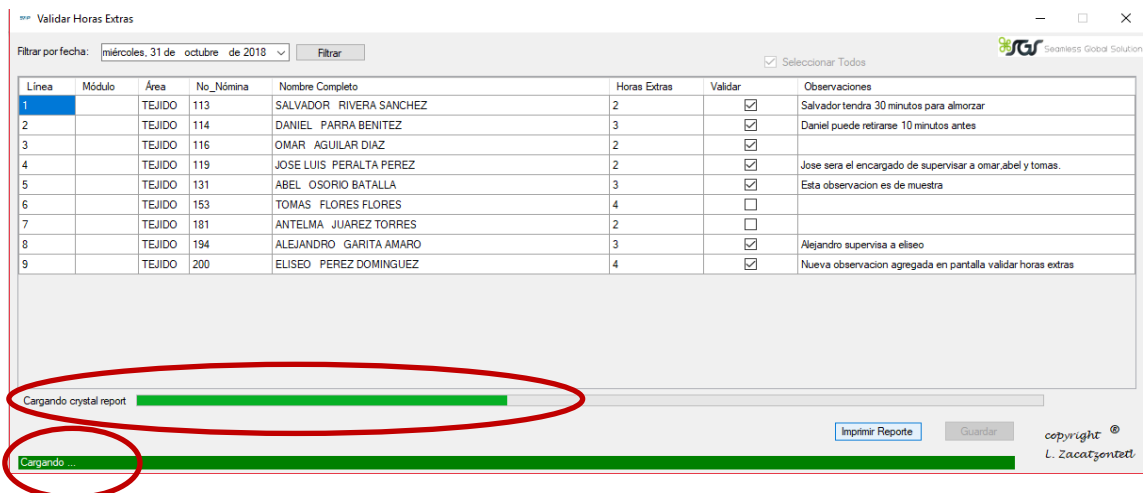 SNP Validar Horas Extras
Filtrar por fecha: miércoles, 31 de octubre de 2018 Filtrar
Seleccionar Todos
SGS Seamless Global Solution
Línea Módulo Área No_Nómina Nombre Completo Horas Extras Validar Observaciones
1 TEJIDO 113 SALVADOR RIVERA SANCHEZ 2 Salvador tendra 30 minutos para almorzar
2 TEJIDO 114 DANIEL PARRA BENITEZ 3 Daniel puede retirarse 10 minutos antes
3 TEJIDO 116 OMAR AGUILAR DIAZ 2
4 TEJIDO 119 JOSE LUIS PERALTA PEREZ 2 Jose sera el encargado de supervisar a omar,abel y tomas.
5 TEJIDO 131 ABEL OSORIO BATALLA 3 Esta observacion es de muestra
6 TEJIDO 153 TOMAS FLORES FLORES 4
7 TEJIDO 181 ANTELMA JUAREZ TORRES 2
8 TEJIDO 194 ALEJANDRO GARITA AMARO 3 Alejandro supervisa a eliseo
9 TEJIDO 200 ELISEO PEREZ DOMINGUEZ 4 Nueva observacion agregada en pantalla validar horas extras
Cargando crystal report
Imprimir Reporte Guardar
copyright ®
L. Zacatzontetl
Cargando ...